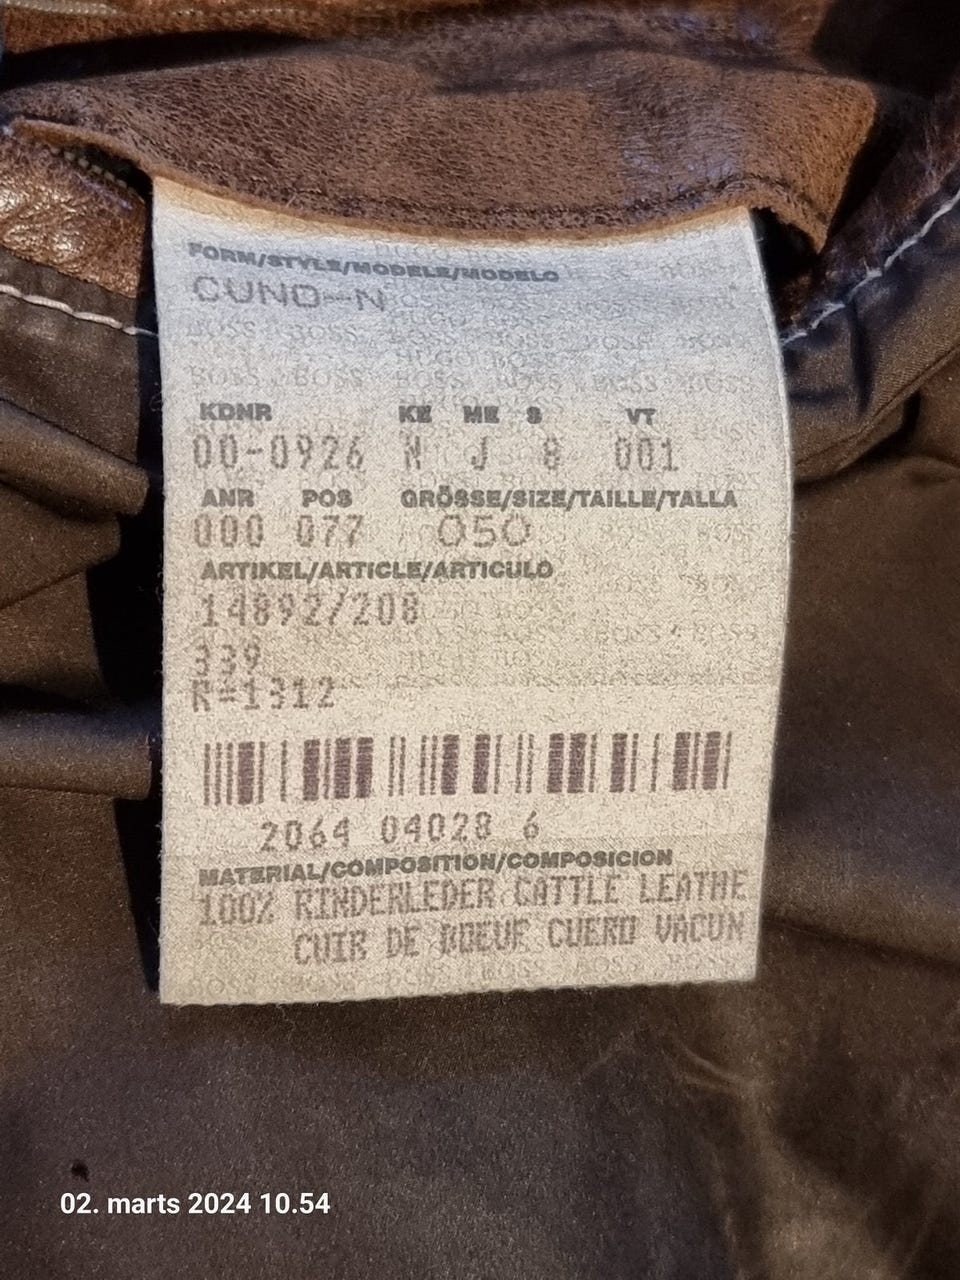 FORM/STYLE/MODELE/MODELO
CUNO-N
KDNR KE ME S VT
00-0926 N J 8 001
ANR POS GRÖSSE/SIZE/TAILLE/TALLA
000 077 050
ARTIKEL/ARTICLE/ARTICULO
14892/208
339
R=1312
2064 04028 6
MATERIAL/COMPOSITION/COMPOSICION
100% RINDERLEDER CATTLE LEATHE
CUIR DE BOEUF CUERO VACUN
02. marts 2024 10.54